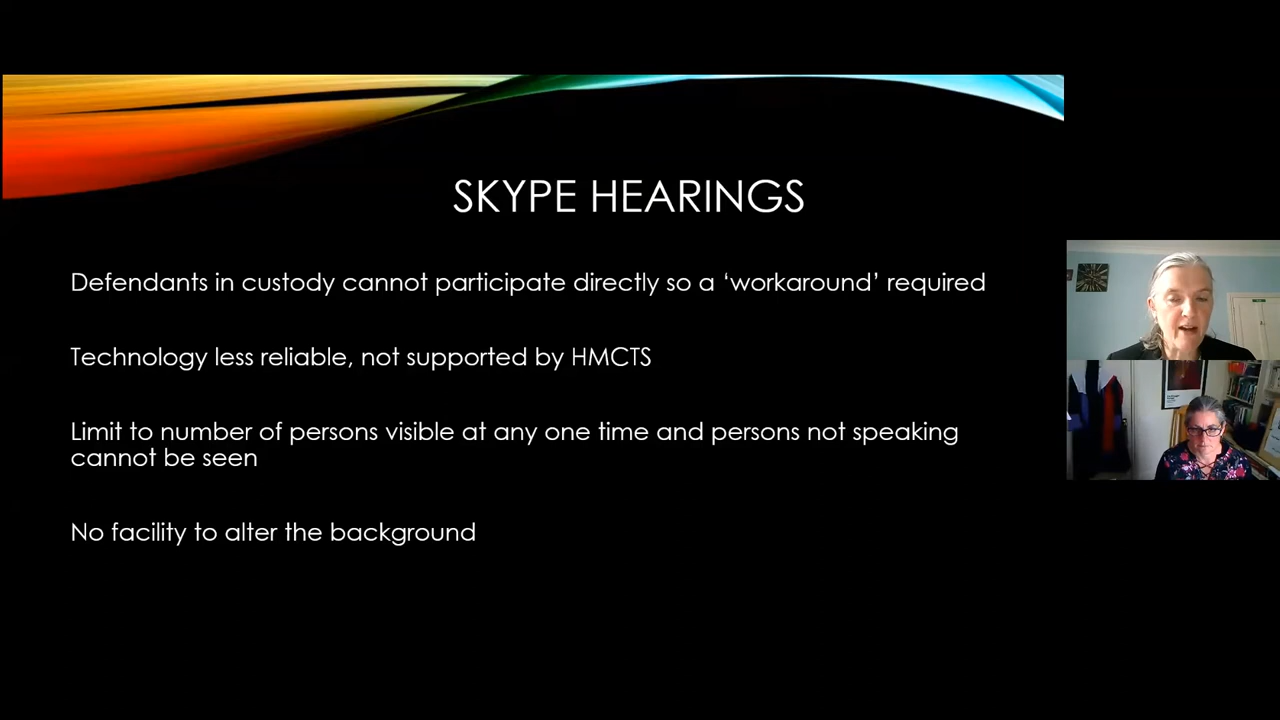 SKYPE HEARINGS
Defendants in custody cannot participate directly so a ‘workaround’ required
Technology less reliable, not supported by HMCTS
Limit to number of persons visible at any one time and persons not speaking
cannot be seen
No facility to alter the background